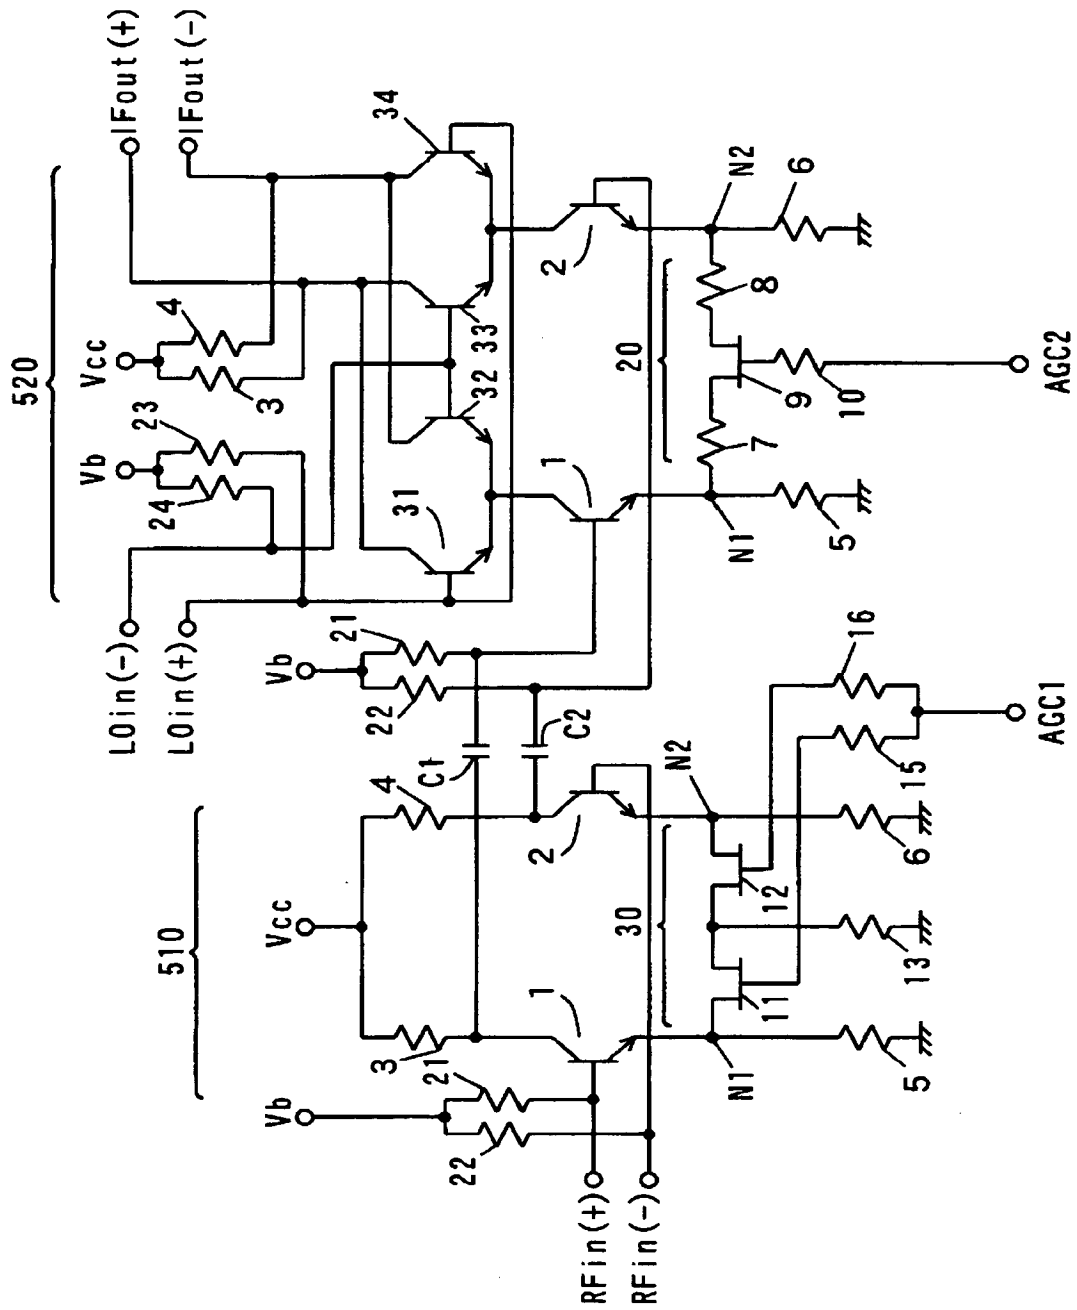 520
510
LOin(-)
LOin(+)
Vb
24
23
Vcc
3
4
IFout(+)
IFout(-)
31
32
33
34
Vb
22
21
1
2
C1
C2
20
N1
N2
7
8
9
10
5
6
AGC2
Vb
22
21
Vcc
3
4
1
2
RFin(+)
RFin(-)
30
N1
N2
11
12
5
13
6
15
16
AGC1